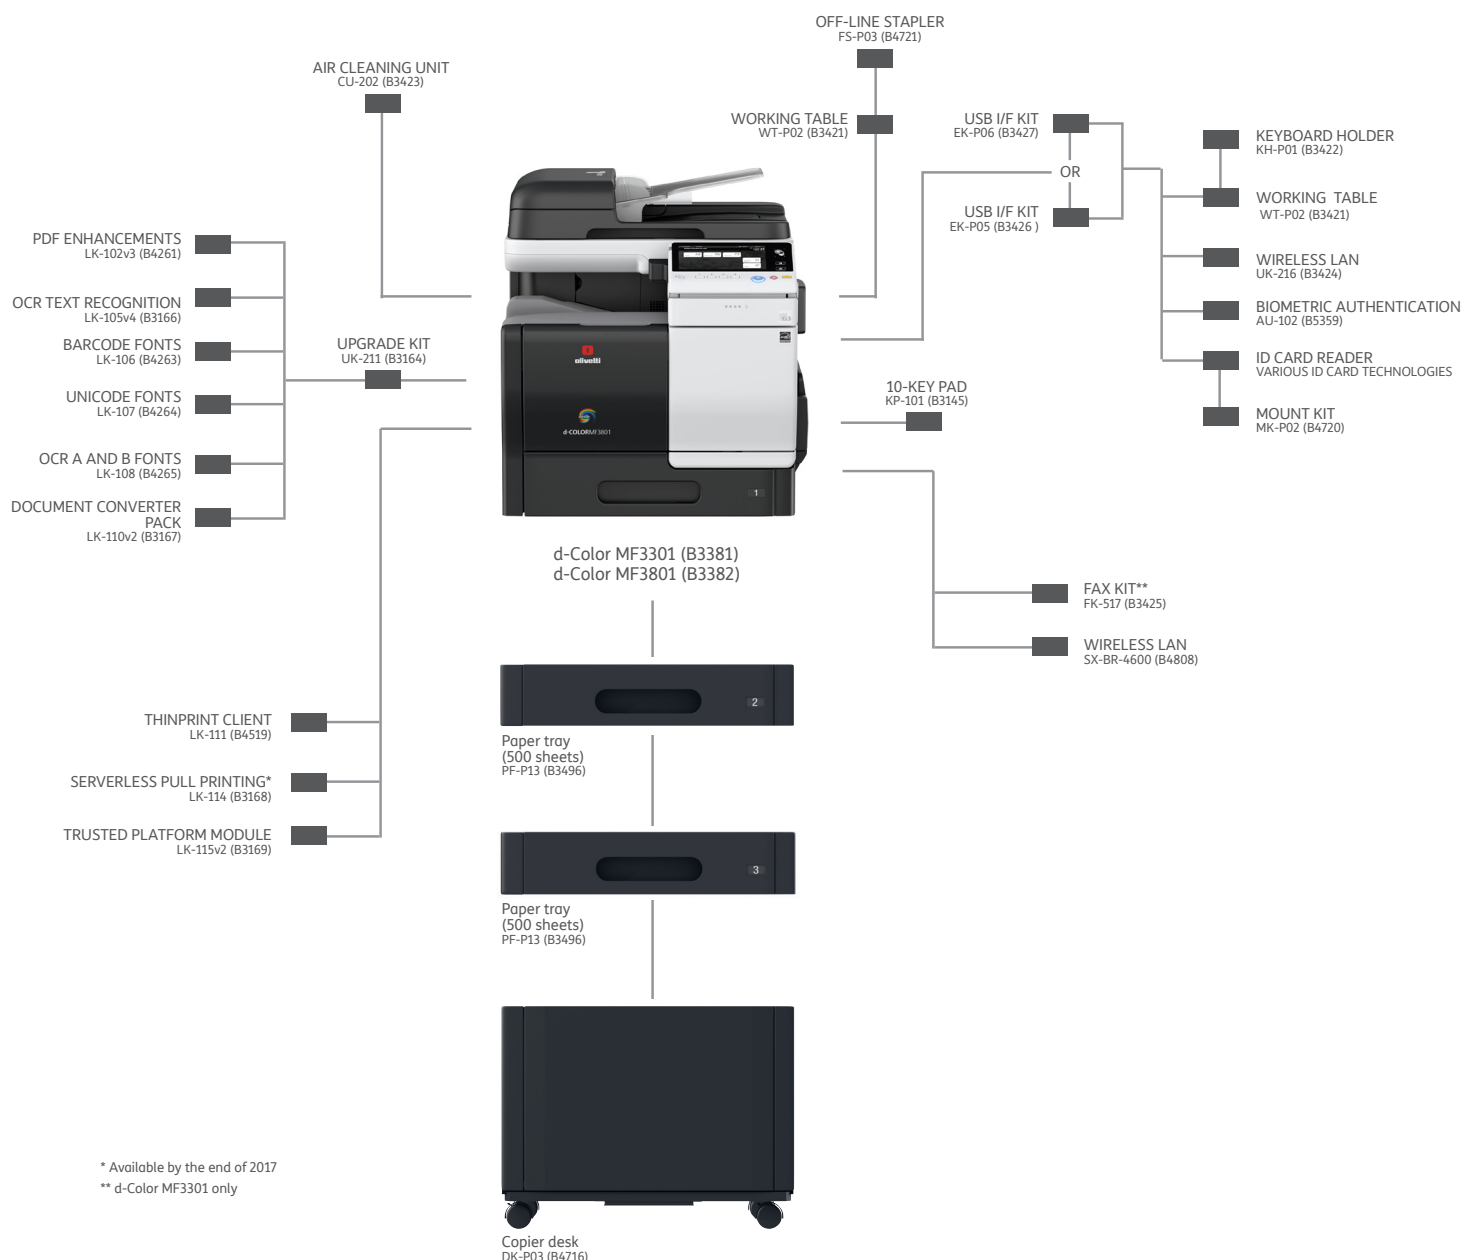 OFF-LINE STAPLER
FS-P03 (B4721)
AIR CLEANING UNIT
CU-202 (B3423)
WORKING TABLE
WT-P02 (B3421)
USB I/F KIT
EK-P06 (B3427)
OR
USB I/F KIT
EK-P05 (B3426 )
KEYBOARD HOLDER
KH-P01 (B3422)
WORKING TABLE
WT-P02 (B3421)
WIRELESS LAN
UK-216 (B3424)
BIOMETRIC AUTHENTICATION
AU-102 (B5359)
ID CARD READER
VARIOUS ID CARD TECHNOLOGIES
MOUNT KIT
MK-P02 (B4720)
PDF ENHANCEMENTS
LK-102v3 (B4261)
OCR TEXT RECOGNITION
LK-105v4 (B3166)
BARCODE FONTS
LK-106 (B4263)
UNICODE FONTS
LK-107 (B4264)
OCR A AND B FONTS
LK-108 (B4265)
DOCUMENT CONVERTER
PACK
LK-110v2 (B3167)
UPGRADE KIT
UK-211 (B3164)
olivetti
d-COLORMF3801
1
10-KEY PAD
KP-101 (B3145)
d-Color MF3301 (B3381)
d-Color MF3801 (B3382)
FAX KIT**
FK-517 (B3425)
WIRELESS LAN
SX-BR-4600 (B4808)
2
Paper tray
(500 sheets)
PF-P13 (B3496)
THINPRINT CLIENT
LK-111 (B4519)
SERVERLESS PULL PRINTING*
LK-114 (B3168)
TRUSTED PLATFORM MODULE
LK-115v2 (B3169)
3
Paper tray
(500 sheets)
PF-P13 (B3496)
* Available by the end of 2017
** d-Color MF3301 only
Copier desk
DK-P03 (B4716)